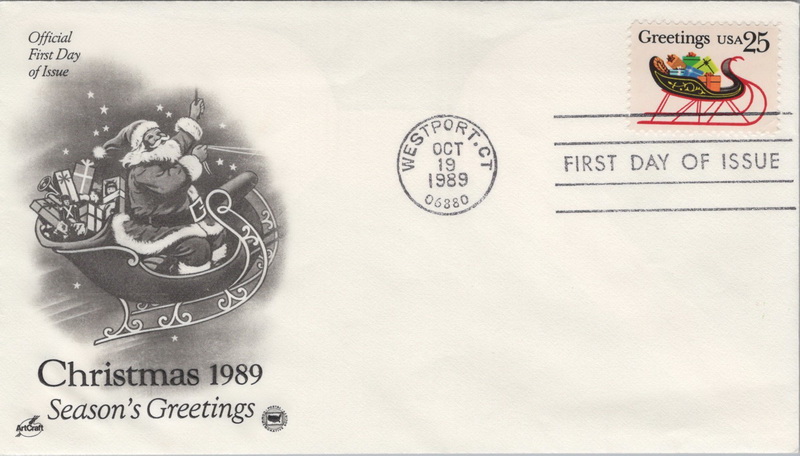 Official
First Day
of Issue
Greetings USA 25
WESTPORT, CT
OCT
19
1989
06880
FIRST DAY OF ISSUE
Christmas 1989
Season's Greetings
ArtCraft